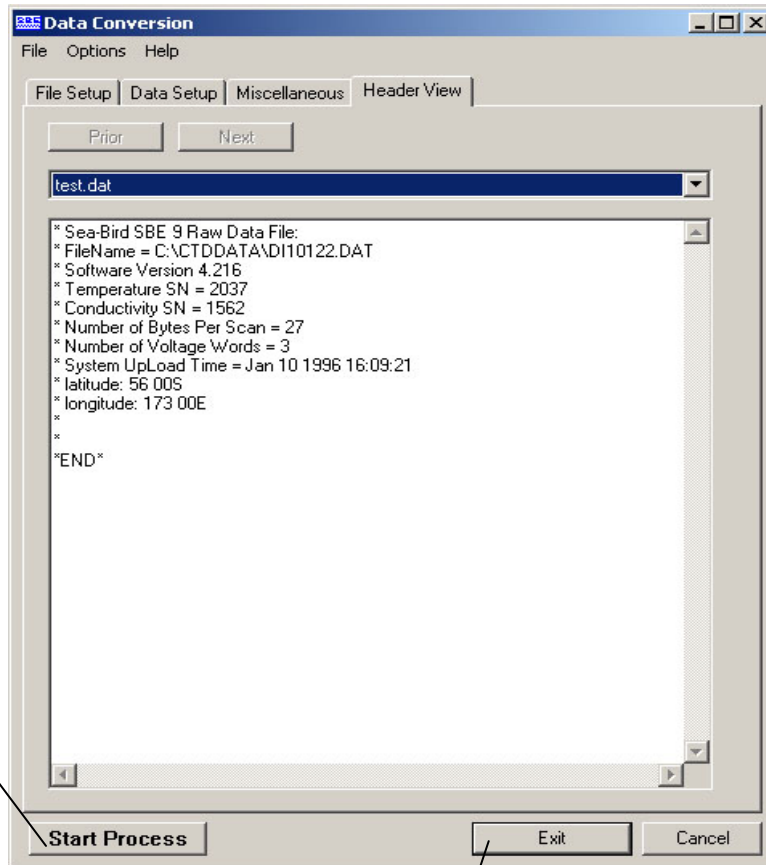 SBE Data Conversion
File Options Help
File Setup Data Setup Miscellaneous Header View
Prior Next
test.dat
* Sea-Bird SBE 9 Raw Data File:
* FileName = C:\CTDDATA\DI10122.DAT
* Software Version 4.216
* Temperature SN = 2037
* Conductivity SN = 1562
* Number of Bytes Per Scan = 27
* Number of Voltage Words = 3
* System UpLoad Time = Jan 10 1996 16:09:21
* latitude: 56 00S
* longitude: 173 00E
*
*
*END*
Start Process Exit Cancel